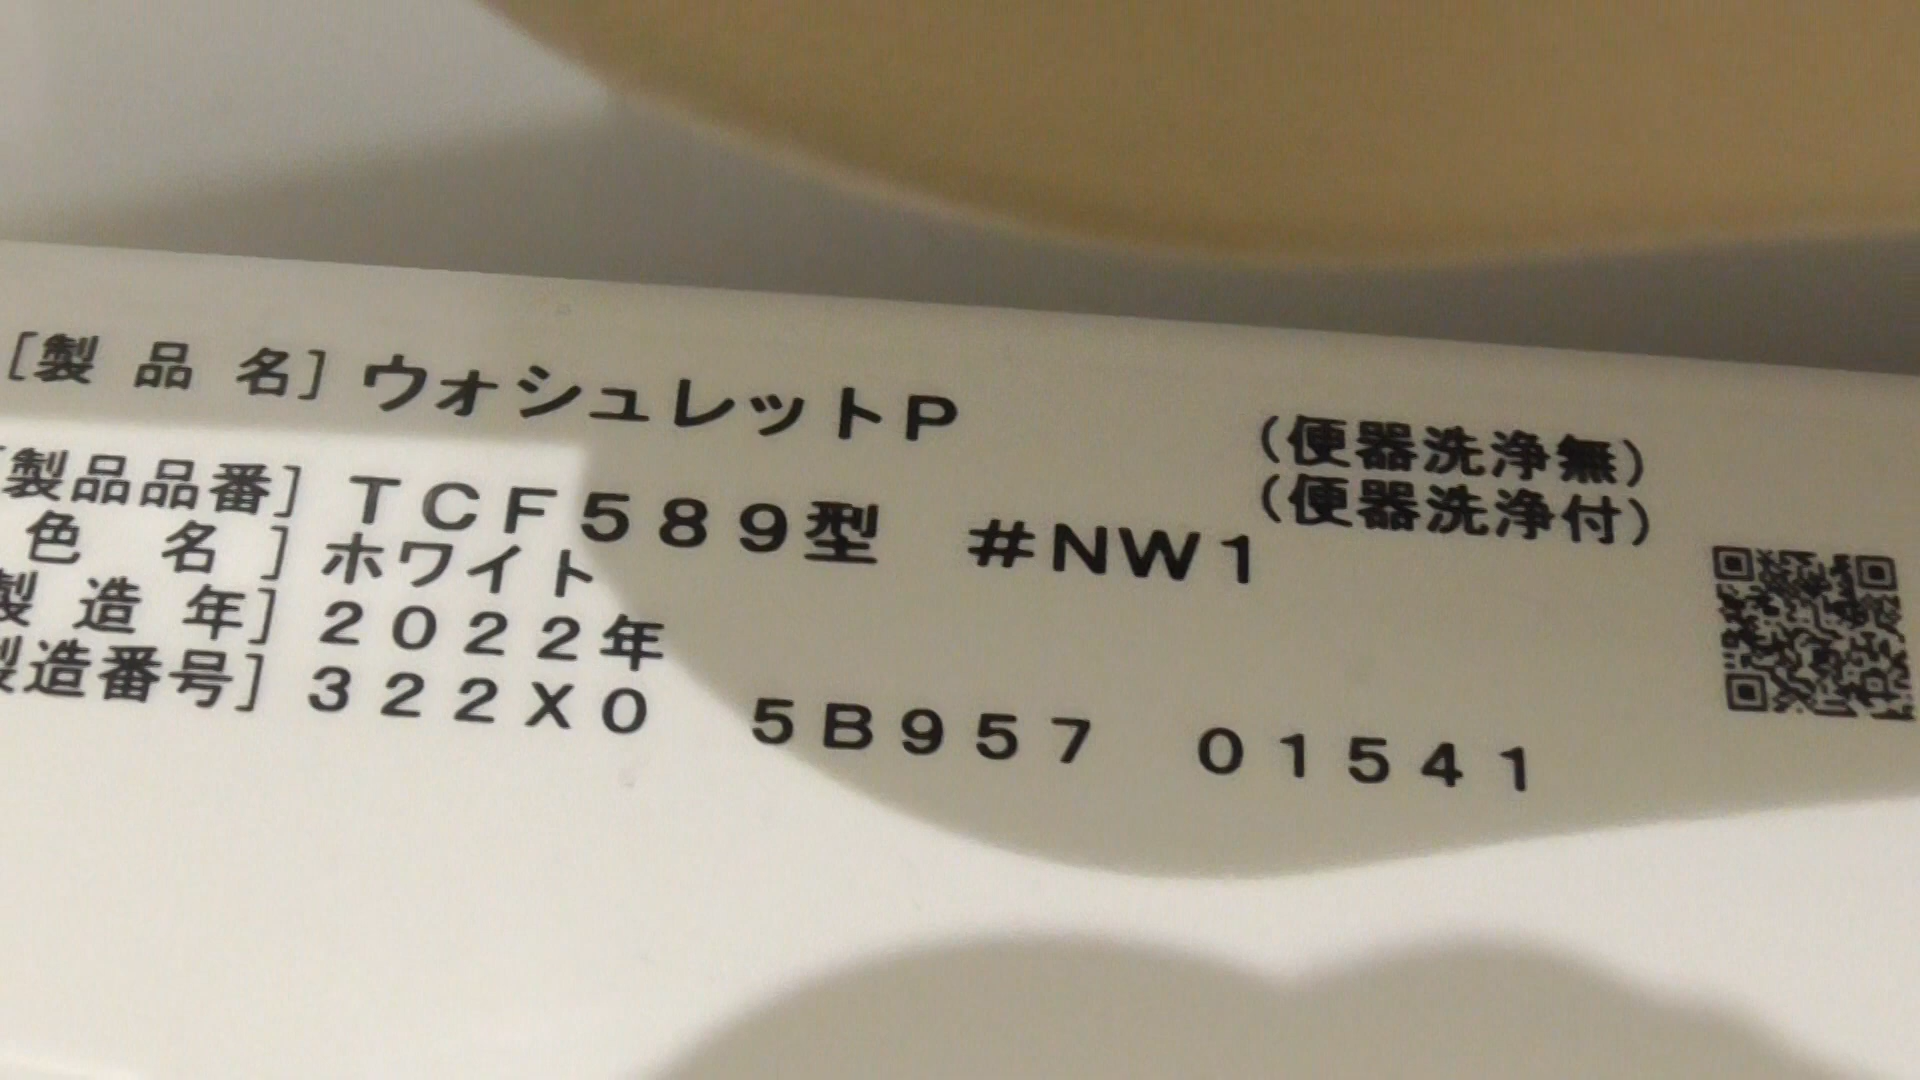 [製品名] ウォシュレットP (便器洗浄無)
(便器洗浄付)
[製品品番] TCF589型 #NW1
色名] ホワイト
製造年] 2022年
製造番号] 322X0 5B957 01541